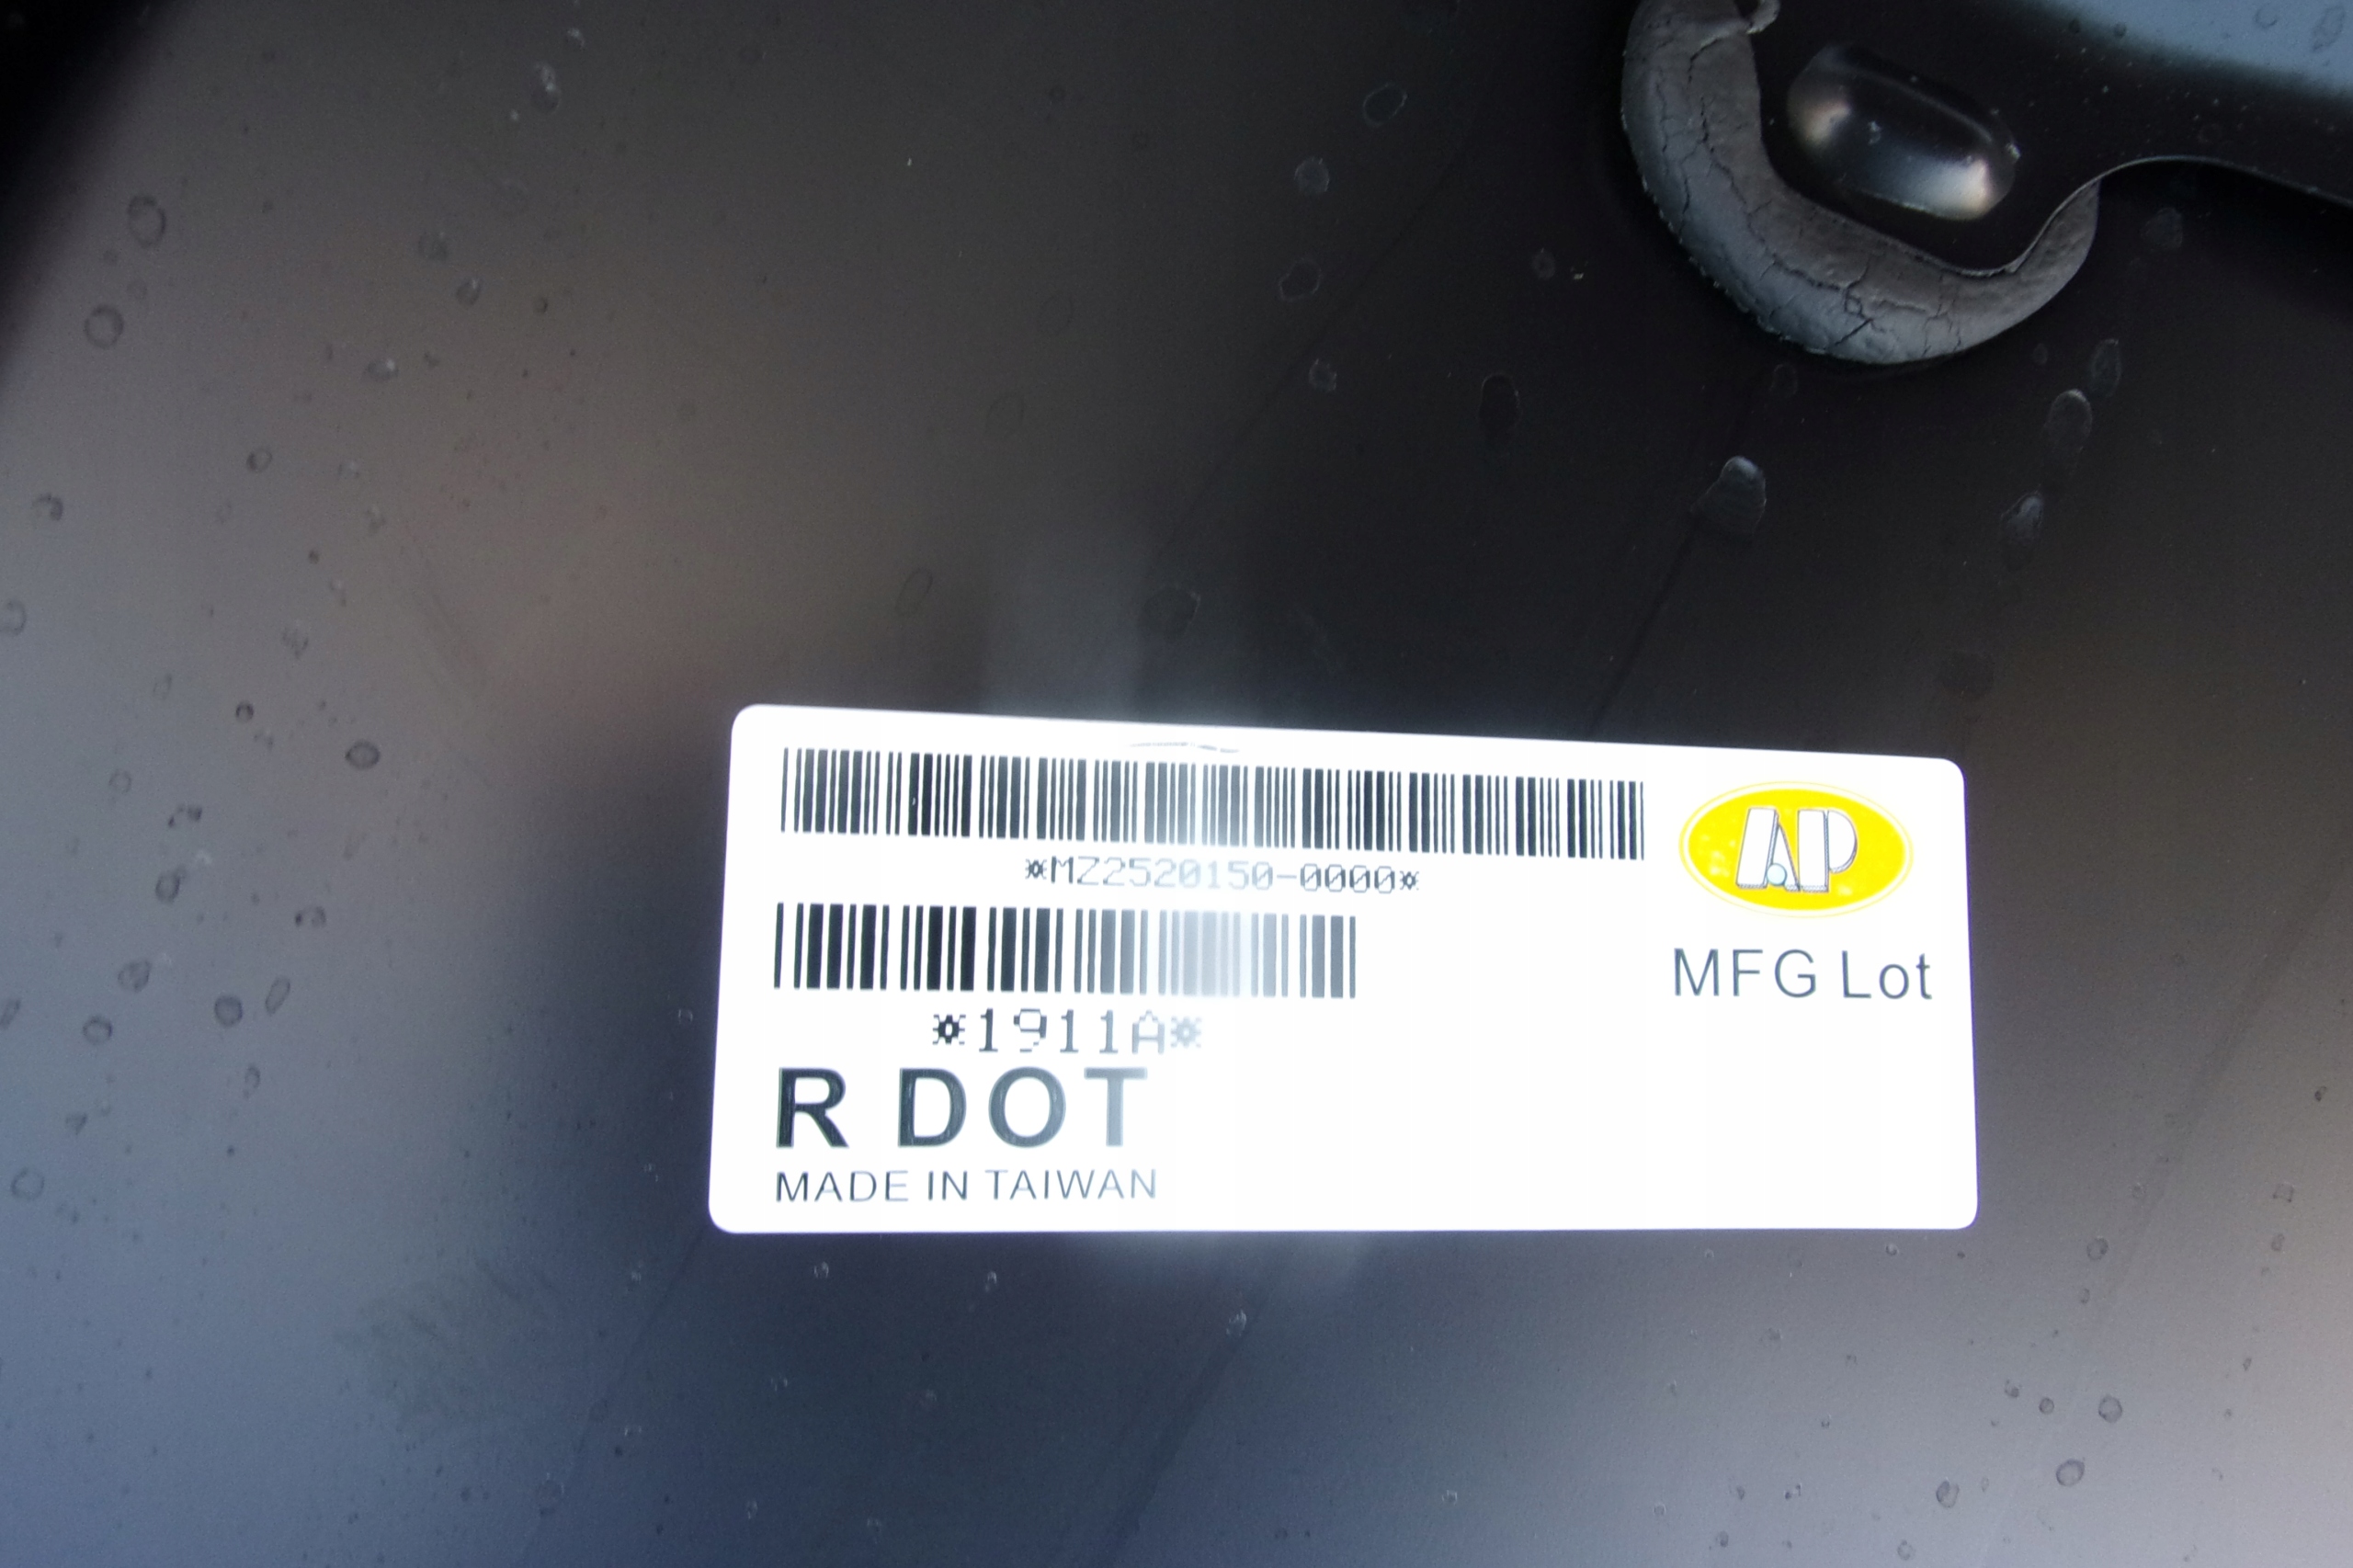 *MZ2520150-0000*
AP
*1911A*
MFG Lot
R DOT
MADE IN TAIWAN